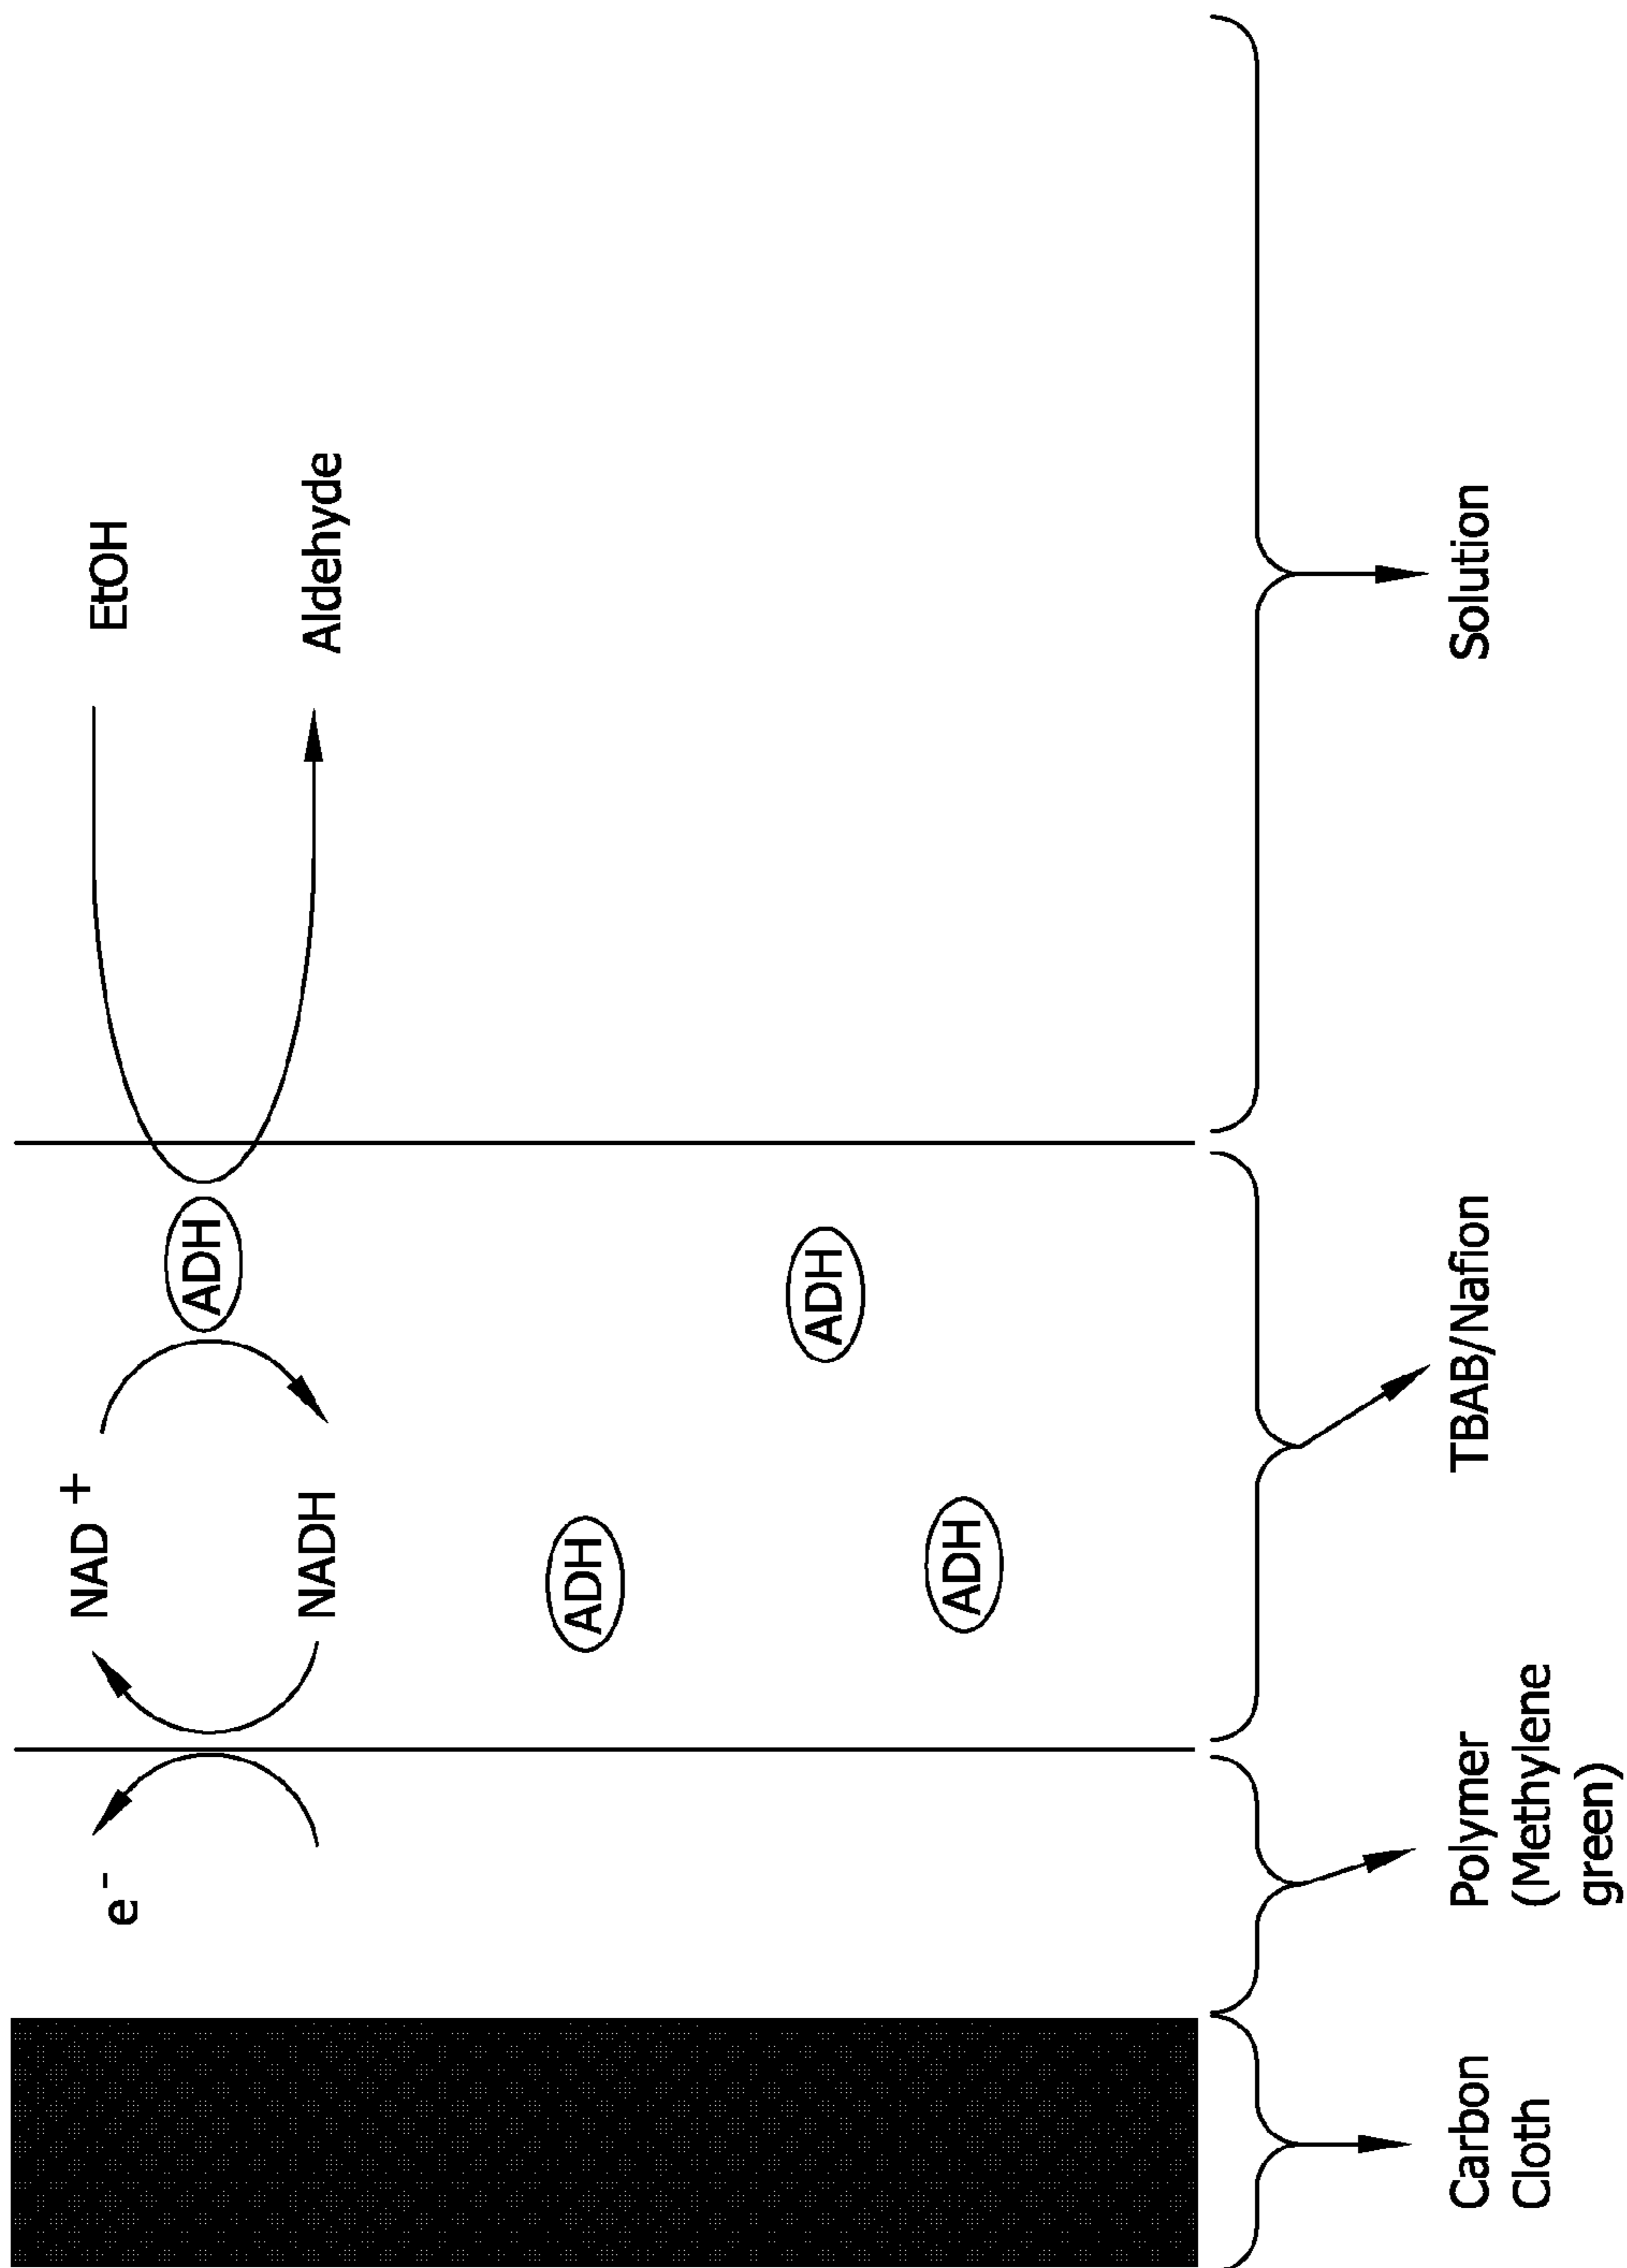 EtOH
Aldehyde
NAD +
NADH
ADH
e-
ADH
ADH
ADH
Carbon
Cloth
Polymer
(Methylene
green)
TBAB/Nafion
Solution